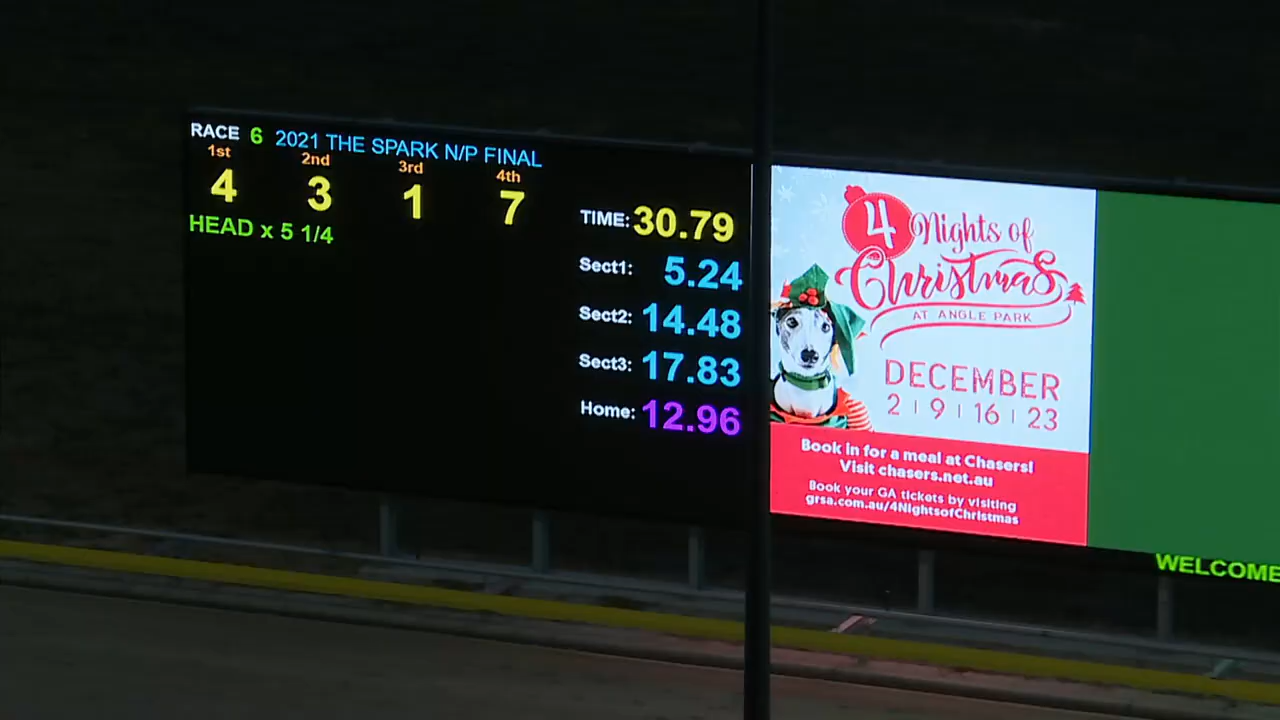 RACE 6 2021 THE SPARK N/P FINAL
1st 2nd 3rd 4th
4 3 1 7
HEAD x 5 1/4
TIME: 30.79
Sect1: 5.24
Sect2: 14.48
Sect3: 17.83
Home: 12.96
4 Nights of
Christmas
AT ANGLE PARK
DECEMBER
2 | 9 | 16 | 23
Book in for a meal at Chasers!
Visit chasers.net.au
Book your GA tickets by visiting
grsa.com.au/4NightsofChristmas
WELCOME